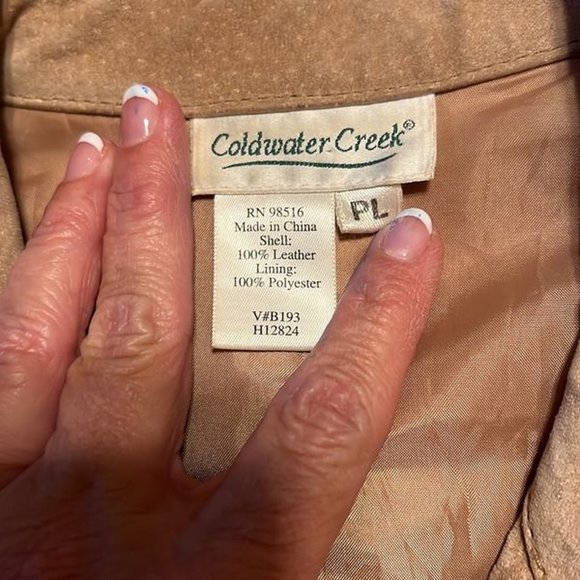 Coldwater Creek®
PL
RN 98516
Made in China
Shell:
100% Leather
Lining:
100% Polyester
V#B193
H12824